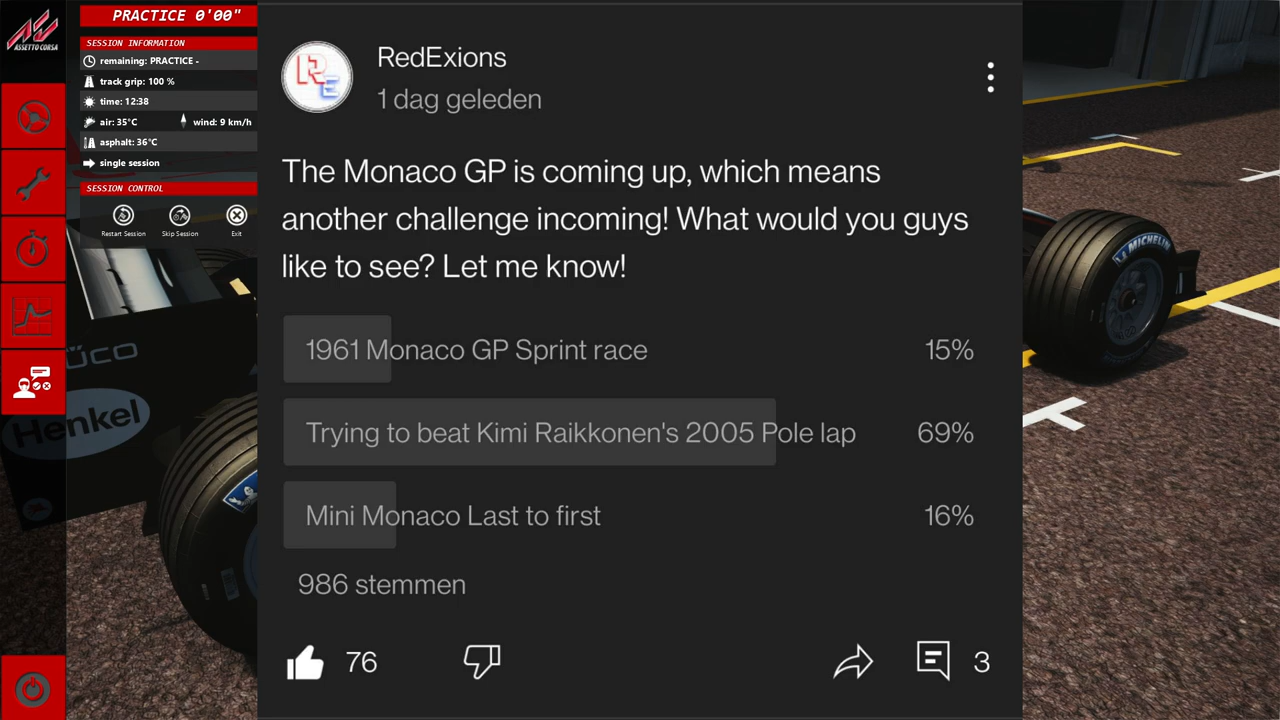 ASSETTO CORSA
PRACTICE 0'00"
SESSION INFORMATION
remaining: PRACTICE -
track grip: 100 %
time: 12:38
air: 35°C wind: 9 km/h
asphalt: 36°C
single session
SESSION CONTROL
Restart Session Skip Session Exit
RE
RedExions
1 dag geleden
The Monaco GP is coming up, which means
another challenge incoming! What would you guys
like to see? Let me know!
1961 Monaco GP Sprint race 15%
Trying to beat Kimi Raikkonen's 2005 Pole lap 69%
Mini Monaco Last to first 16%
986 stemmen
76 3
üco
Henkel
MICHELIN